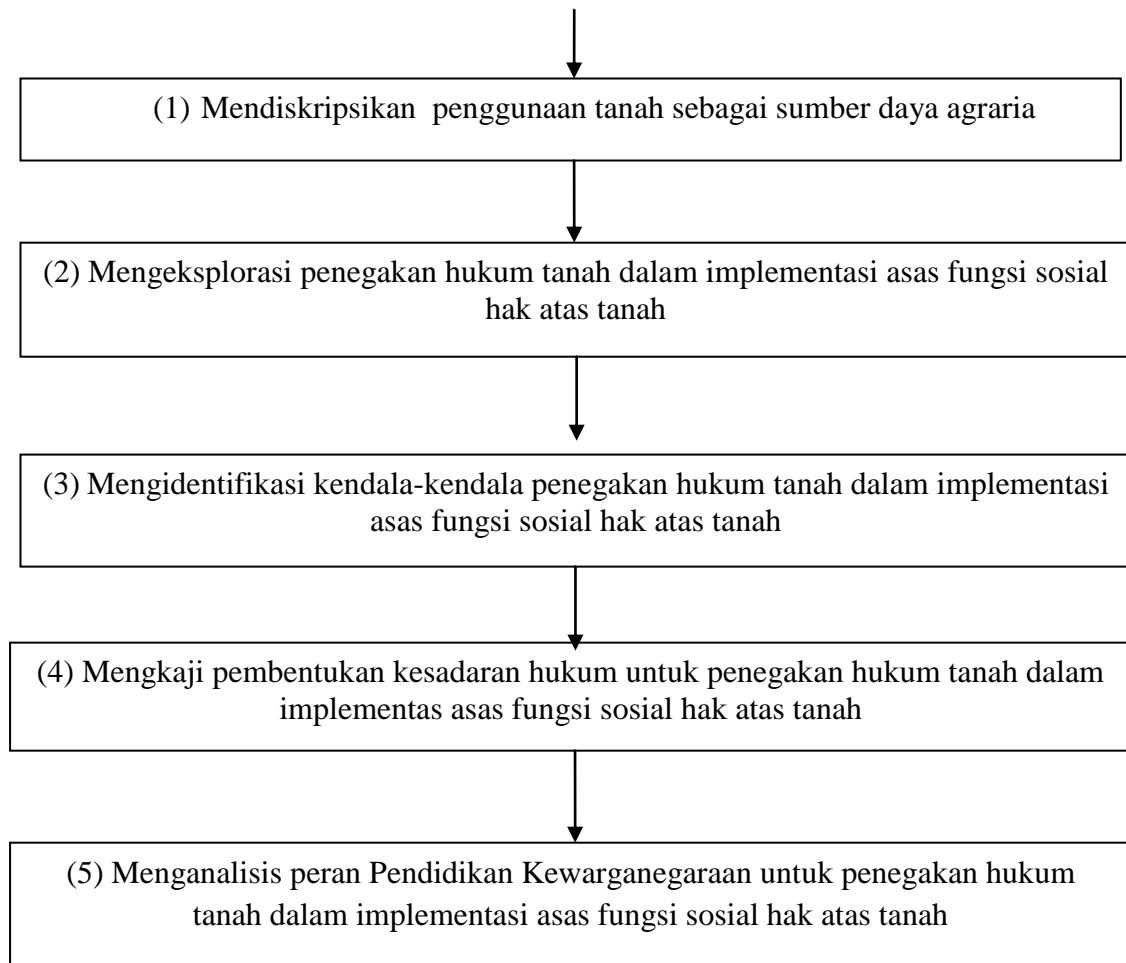 (1) Mendiskripsikan penggunaan tanah sebagai sumber daya agraria
(2) Mengeksplorasi penegakan hukum tanah dalam implementasi asas fungsi sosial
hak atas tanah
(3) Mengidentifikasi kendala-kendala penegakan hukum tanah dalam implementasi
asas fungsi sosial hak atas tanah
(4) Mengkaji pembentukan kesadaran hukum untuk penegakan hukum tanah dalam
implementas asas fungsi sosial hak atas tanah
(5) Menganalisis peran Pendidikan Kewarganegaraan untuk penegakan hukum
tanah dalam implementasi asas fungsi sosial hak atas tanah